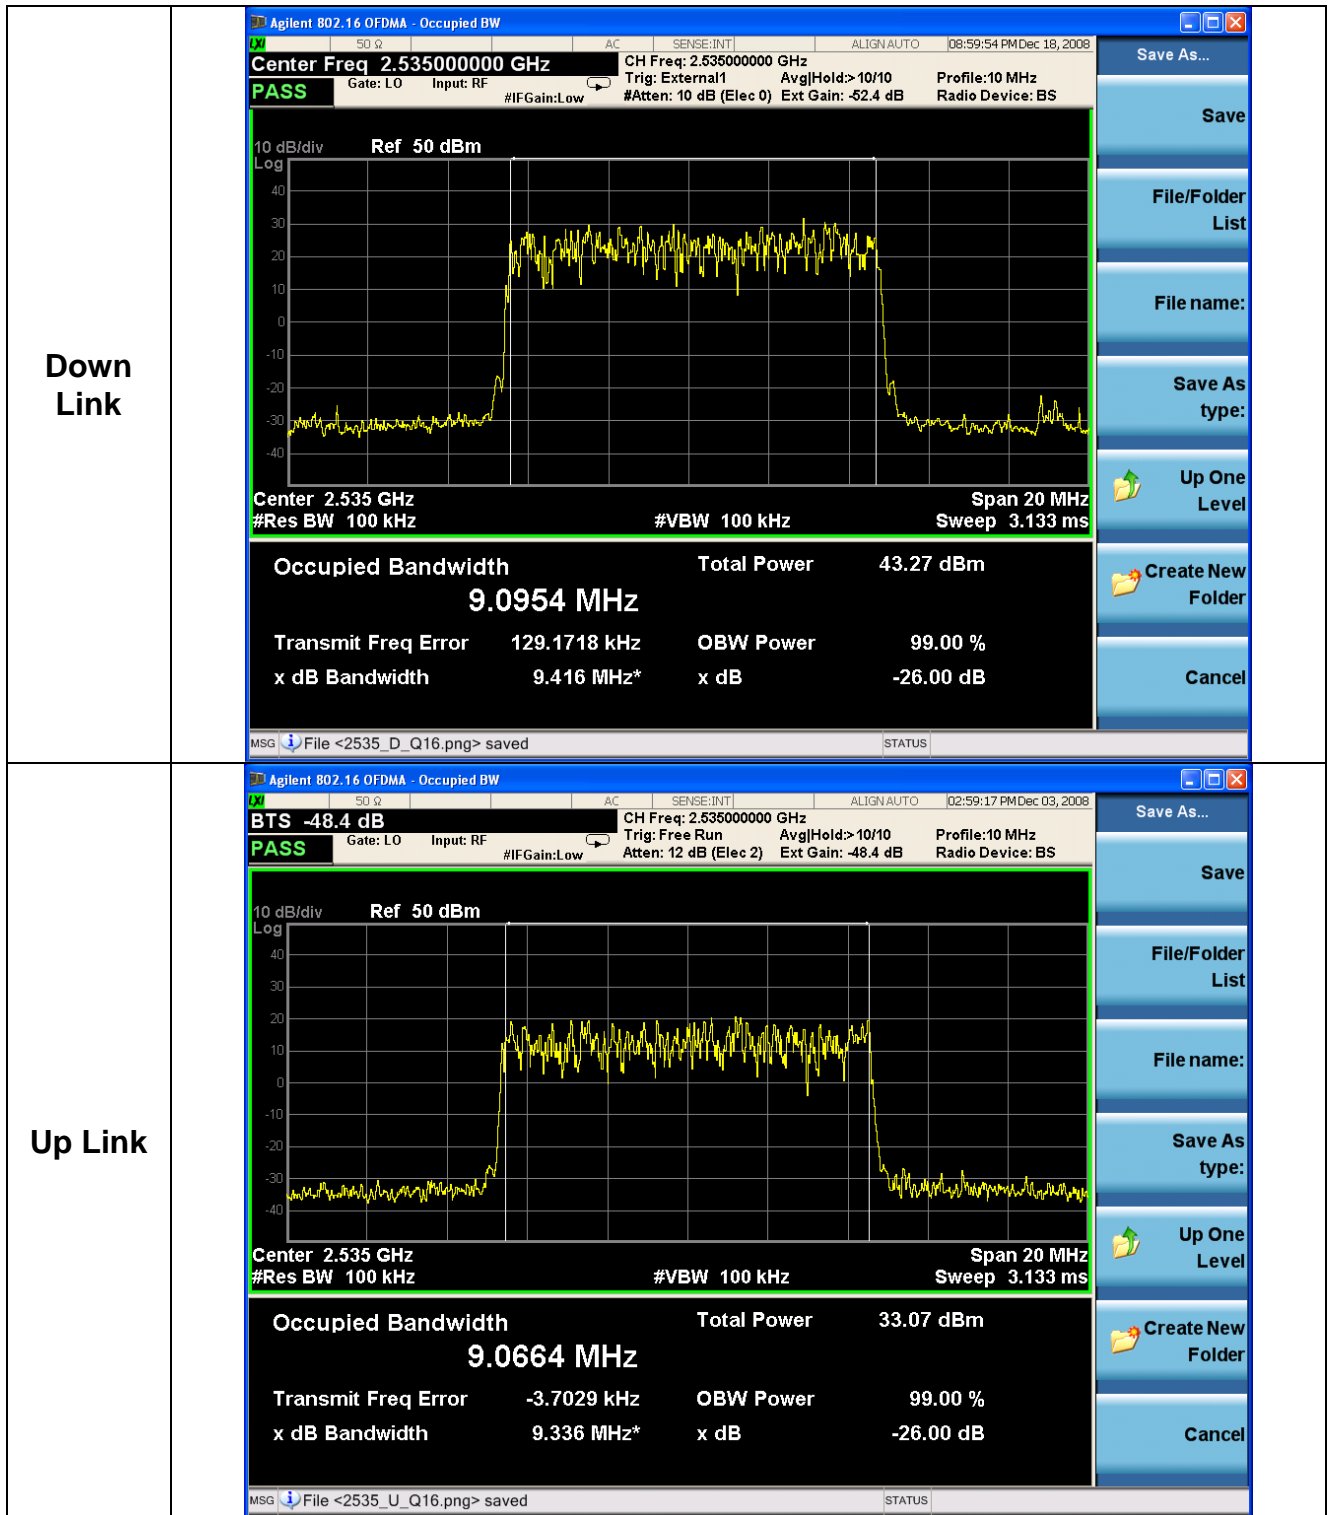 Down
Link
Agilent 802.16 OFDMA - Occupied BW
LXI 50 Ω AC SENSE:INT ALIGN AUTO 08:59:54 PM Dec 18, 2008
Center Freq 2.535000000 GHz
PASS
Gate: LO Input: RF
#IFGain:Low
CH Freq: 2.535000000 GHz
Trig: External1 Avg|Hold:>10/10 Profile:10 MHz
#Atten: 10 dB (Elec 0) Ext Gain: -52.4 dB Radio Device: BS
10 dB/div Ref 50 dBm
Log
40
30
20
10
0
-10
-20
-30
-40
Center 2.535 GHz Span 20 MHz
#Res BW 100 kHz #VBW 100 kHz Sweep 3.133 ms
Occupied Bandwidth Total Power 43.27 dBm
9.0954 MHz
Transmit Freq Error 129.1718 kHz OBW Power 99.00 %
x dB Bandwidth 9.416 MHz* x dB -26.00 dB
MSG File <2535_D_Q16.png> saved STATUS
Save As...
Save
File/Folder
List
File name:
Save As
type:
Up One
Level
Create New
Folder
Cancel
Up Link
Agilent 802.16 OFDMA - Occupied BW
LXI 50 Ω AC SENSE:INT ALIGN AUTO 02:59:17 PM Dec 03, 2008
BTS -48.4 dB
PASS
Gate: LO Input: RF
#IFGain:Low
CH Freq: 2.535000000 GHz
Trig: Free Run Avg|Hold:>10/10 Profile:10 MHz
Atten: 12 dB (Elec 2) Ext Gain: -48.4 dB Radio Device: BS
10 dB/div Ref 50 dBm
Log
40
30
20
10
0
-10
-20
-30
-40
Center 2.535 GHz Span 20 MHz
#Res BW 100 kHz #VBW 100 kHz Sweep 3.133 ms
Occupied Bandwidth Total Power 33.07 dBm
9.0664 MHz
Transmit Freq Error -3.7029 kHz OBW Power 99.00 %
x dB Bandwidth 9.336 MHz* x dB -26.00 dB
MSG File <2535_U_Q16.png> saved STATUS
Save As...
Save
File/Folder
List
File name:
Save As
type:
Up One
Level
Create New
Folder
Cancel